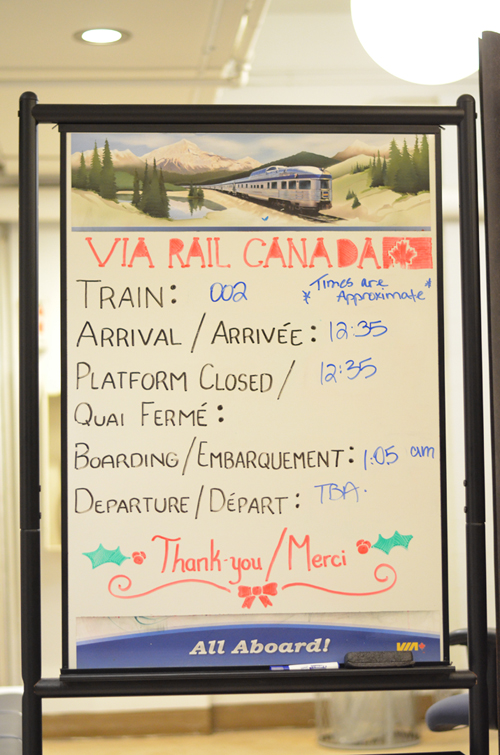 VIA RAIL CANADA
TRAIN: 002
* Times are Approximate *
ARRIVAL / ARRIVÉE: 12:35
PLATFORM CLOSED / 12:35
QUAI FERMÉ:
BOARDING/EMBARQUEMENT: 1:05 am
DEPARTURE/DÉPART: TBA.
Thank-you/Merci
All Aboard! VIA